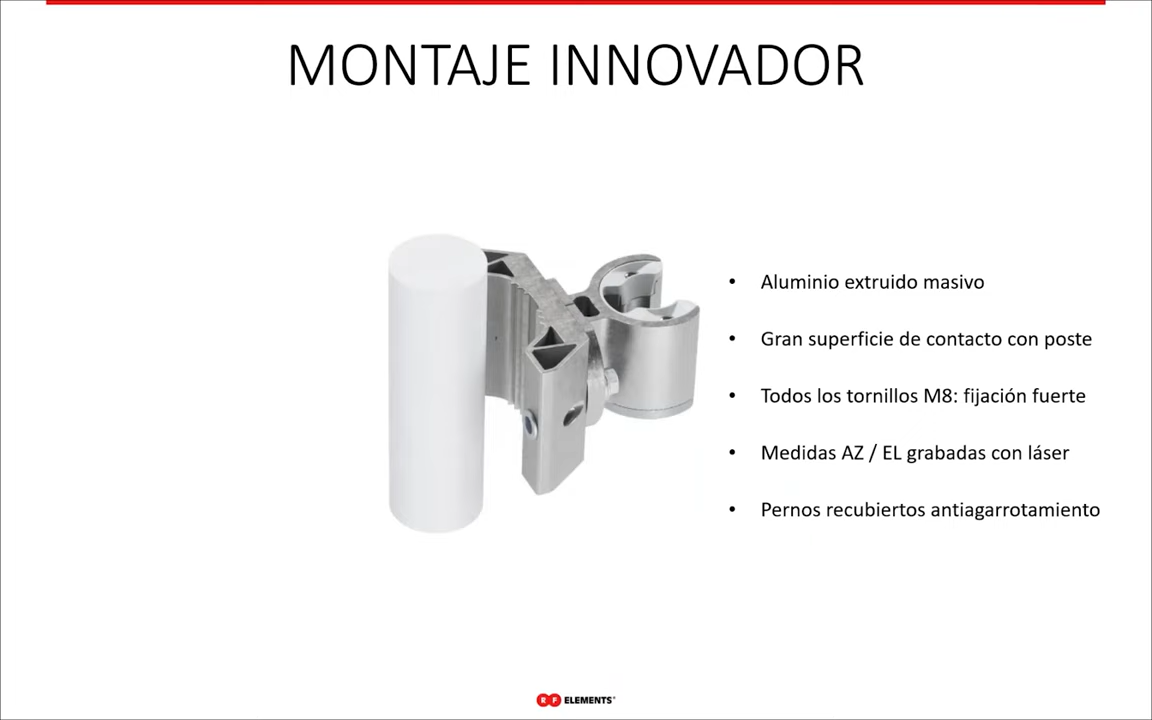 MONTAJE INNOVADOR
• Aluminio extruido masivo
• Gran superficie de contacto con poste
• Todos los tornillos M8: fijación fuerte
• Medidas AZ / EL grabadas con láser
• Pernos recubiertos antiagarrotamiento
RF ELEMENTS